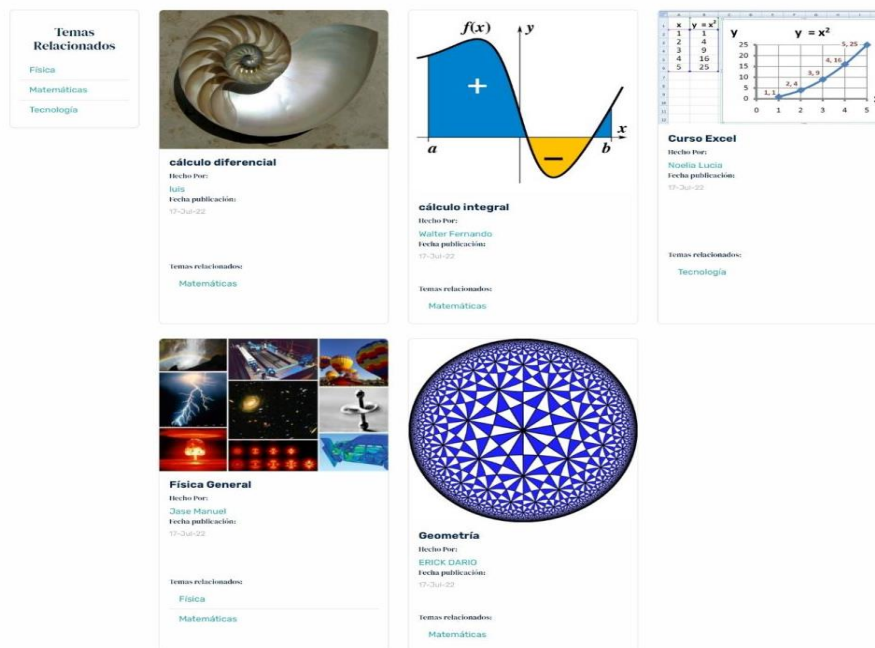 Temas
Relacionados
Física
Matemáticas
Tecnología
cálculo diferencial
Hecho Por:
luis
Fecha publicación:
17-Jul-22
Temas relacionados:
Matemáticas
f(x)
y
+
x
a
−
b
cálculo integral
Hecho Por:
Walter Fernando
Fecha publicación:
17-Jul-22
Temas relacionados:
Matemáticas
x y = x²
1 1
2 4
3 9
4 16
5 25
y y = x²
25
20
15
10
5
0
1, 1
2, 4
3, 9
4, 16
5, 25
0 1 2 3 4 5
Curso Excel
Hecho Por:
Noelia Lucia
Fecha publicación:
17-Jul-22
Temas relacionados:
Tecnología
Física General
Hecho Por:
Jase Manuel
Fecha publicación:
17-Jul-22
Temas relacionados:
Física
Matemáticas
Geometría
Hecho Por:
ERICK DARIO
Fecha publicación:
17-Jul-22
Temas relacionados:
Matemáticas